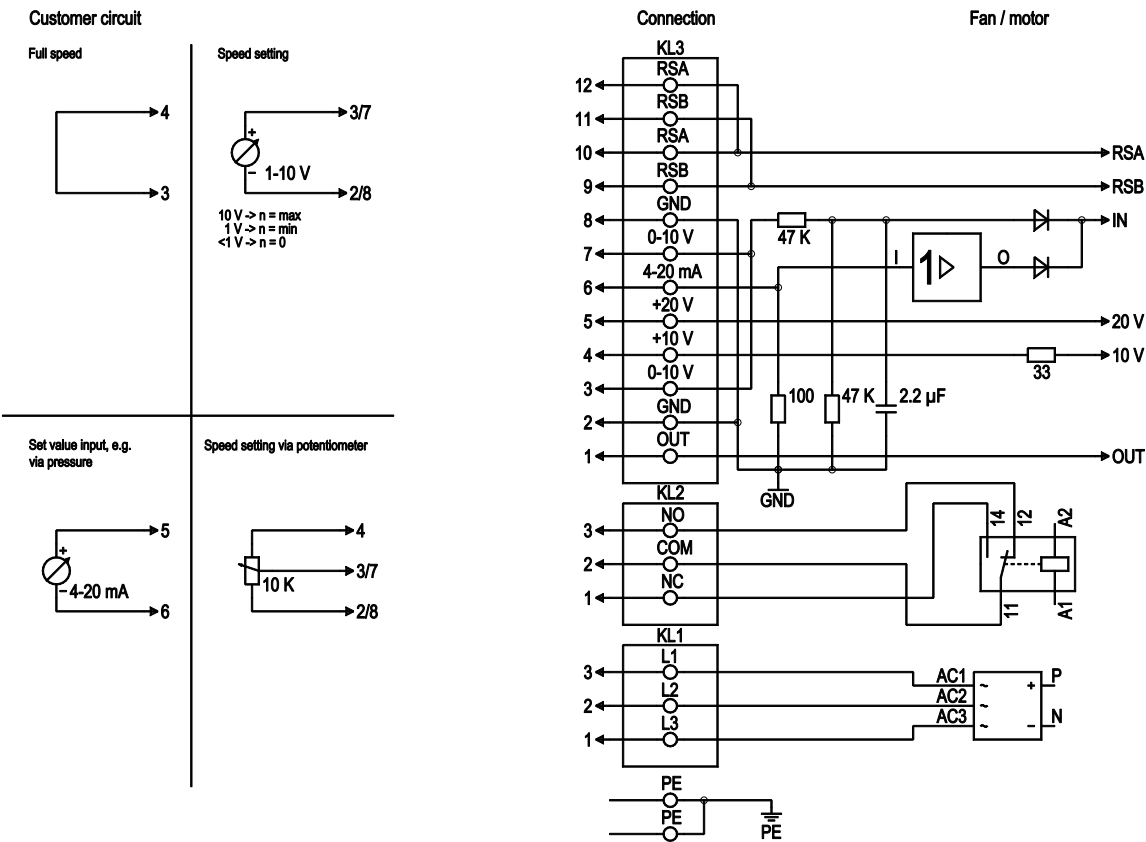 Customer circuit
Connection
Fan / motor
Full speed
Speed setting
4
3
3/7
+
1-10 V
–
2/8
10 V -> n = max
1 V -> n = min
<1 V -> n = 0
Set value input, e.g.
via pressure
Speed setting via potentiometer
5
+
4-20 mA
–
6
4
3/7
10 K
2/8
KL3
12 RSA
11 RSB
10 RSA RSA
9 RSB RSB
8 GND 47 K IN
7 0-10 V I 1 O
6 4-20 mA
5 +20 V 20 V
4 +10 V 33 10 V
3 0-10 V 100 47 K 2.2 µF
2 GND
1 OUT OUT
GND
KL2
3 NO 14 12 A2
2 COM
1 NC 11 A1
KL1
3 L1 AC1 ~ + P
2 L2 AC2 ~
1 L3 AC3 ~ – N
PE
PE PE